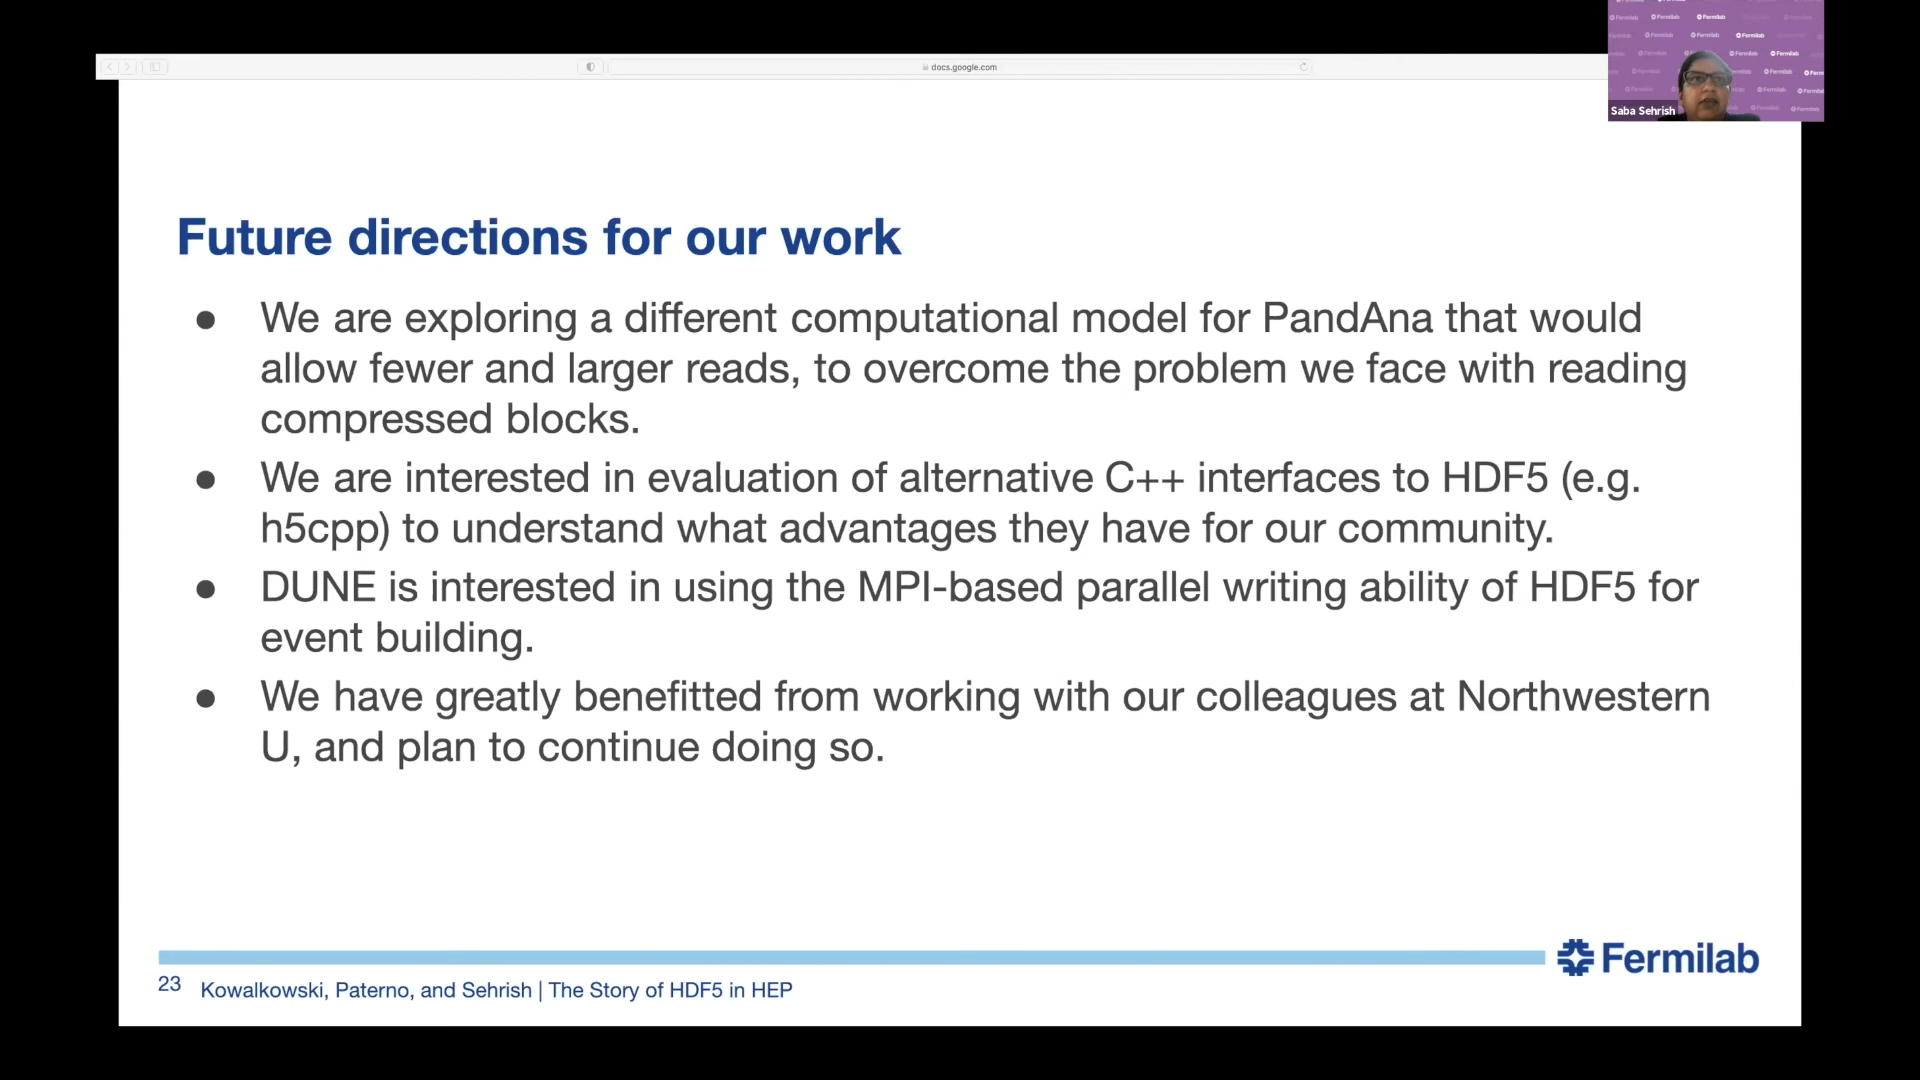 docs.google.com
Fermilab Fermilab Fermilab
Saba Sehrish
Future directions for our work
● We are exploring a different computational model for PandAna that would
allow fewer and larger reads, to overcome the problem we face with reading
compressed blocks.
● We are interested in evaluation of alternative C++ interfaces to HDF5 (e.g.
h5cpp) to understand what advantages they have for our community.
● DUNE is interested in using the MPI-based parallel writing ability of HDF5 for
event building.
● We have greatly benefitted from working with our colleagues at Northwestern
U, and plan to continue doing so.
Fermilab
23 Kowalkowski, Paterno, and Sehrish | The Story of HDF5 in HEP